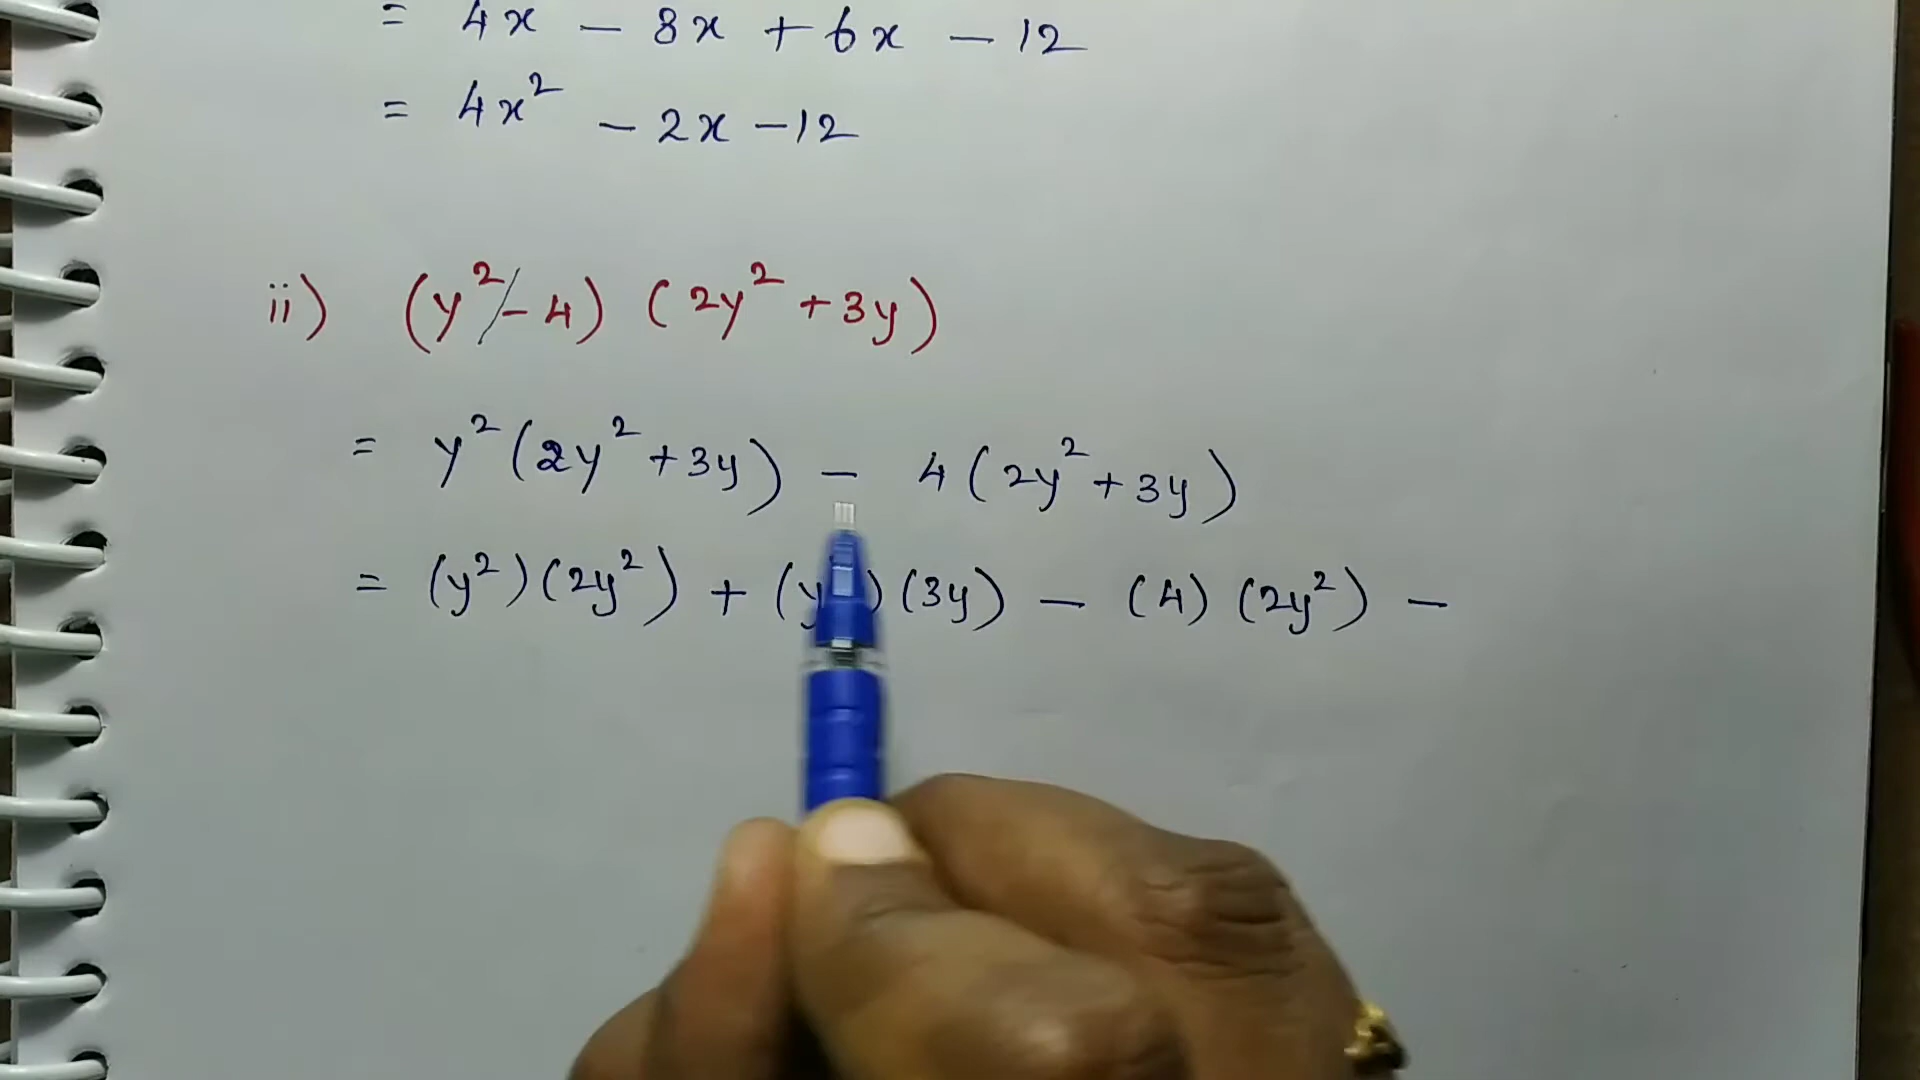 = 4x - 8x + 6x - 12
= 4x² - 2x - 12
ii) (y² - 4) (2y² + 3y)
= y² (2y² + 3y) - 4 (2y² + 3y)
= (y²) (2y²) + (y ) (3y) - (4) (2y²) -